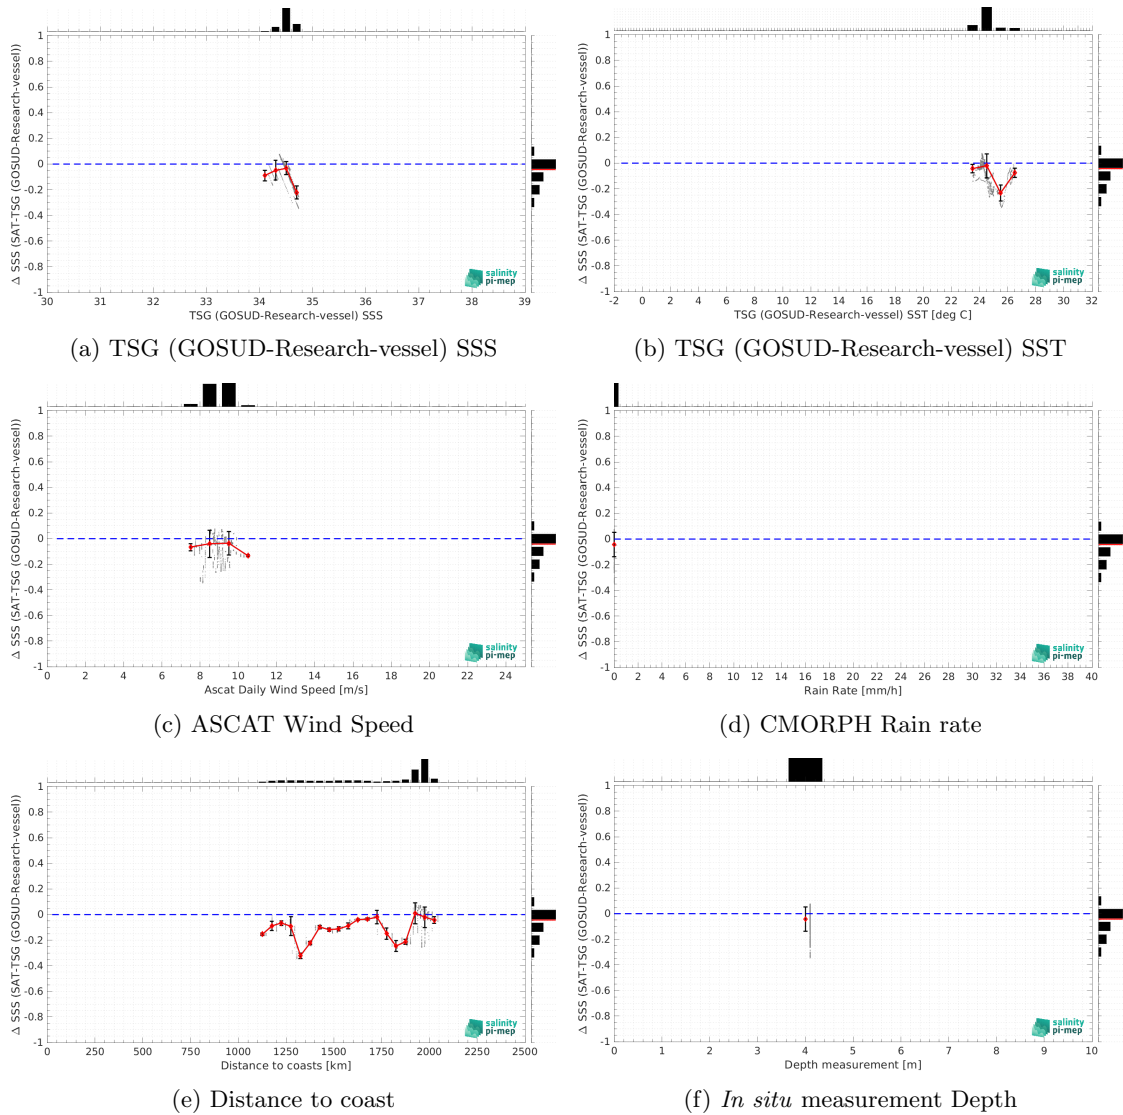 1
0.8
0.6
0.4
0.2
0
-0.2
-0.4
-0.6
-0.8
-1
Δ SSS (SAT-TSG (GOSUD-Research-vessel))
30 31 32 33 34 35 36 37 38 39
TSG (GOSUD-Research-vessel) SSS
salinity
pi-mep
(a) TSG (GOSUD-Research-vessel) SSS
1
0.8
0.6
0.4
0.2
0
-0.2
-0.4
-0.6
-0.8
-1
Δ SSS (SAT-TSG (GOSUD-Research-vessel))
-2 0 2 4 6 8 10 12 14 16 18 20 22 24 26 28 30 32
TSG (GOSUD-Research-vessel) SST [deg C]
salinity
pi-mep
(b) TSG (GOSUD-Research-vessel) SST
1
0.8
0.6
0.4
0.2
0
-0.2
-0.4
-0.6
-0.8
-1
Δ SSS (SAT-TSG (GOSUD-Research-vessel))
0 2 4 6 8 10 12 14 16 18 20 22 24
Ascat Daily Wind Speed [m/s]
salinity
pi-mep
(c) ASCAT Wind Speed
1
0.8
0.6
0.4
0.2
0
-0.2
-0.4
-0.6
-0.8
-1
Δ SSS (SAT-TSG (GOSUD-Research-vessel))
0 2 4 6 8 10 12 14 16 18 20 22 24 26 28 30 32 34 36 38 40
Rain Rate [mm/h]
salinity
pi-mep
(d) CMORPH Rain rate
1
0.8
0.6
0.4
0.2
0
-0.2
-0.4
-0.6
-0.8
-1
Δ SSS (SAT-TSG (GOSUD-Research-vessel))
0 250 500 750 1000 1250 1500 1750 2000 2250 2500
Distance to coasts [km]
salinity
pi-mep
(e) Distance to coast
1
0.8
0.6
0.4
0.2
0
-0.2
-0.4
-0.6
-0.8
-1
Δ SSS (SAT-TSG (GOSUD-Research-vessel))
0 1 2 3 4 5 6 7 8 9 10
Depth measurement [m]
salinity
pi-mep
(f) In situ measurement Depth